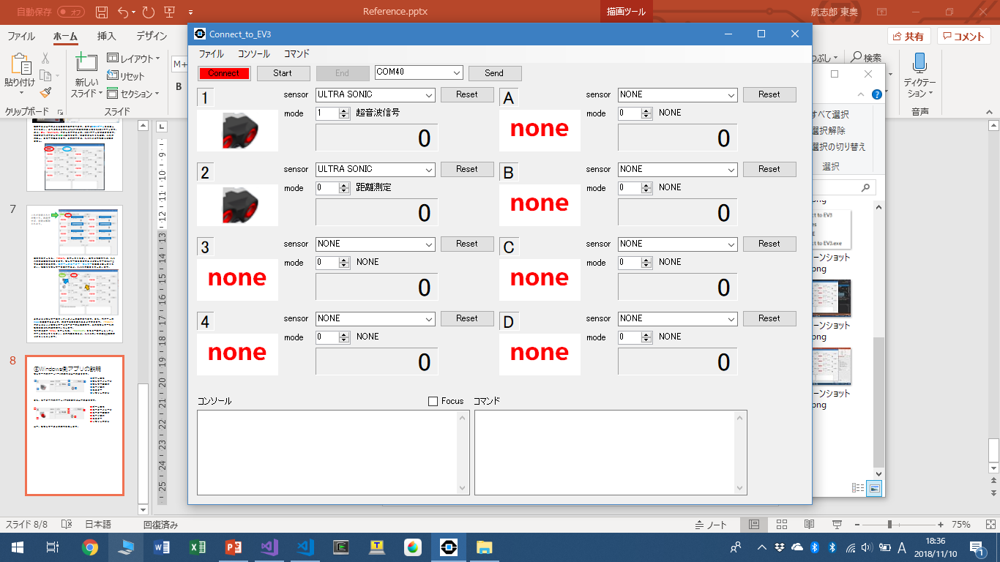 自動保存 オフ
Reference.pptx
描画ツール
航志郎 東奥
ファイル ホーム 挿入 デザイン
共有 コメント
貼り付け
新しい
スライド
レイアウト
リセット
セクション
クリップボード
スライド
M+
B
つぶし
検索
ディクテー
ション
音声
Connect_to_EV3
ファイル コンソール コマンド
Connect Start End COM40 Send
1 sensor ULTRA SONIC Reset
mode 1 超音波信号
0
A sensor NONE Reset
none mode 0 NONE
0
2 sensor ULTRA SONIC Reset
mode 0 距離測定
0
B sensor NONE Reset
none mode 0 NONE
0
3 sensor NONE Reset
none mode 0 NONE
0
C sensor NONE Reset
none mode 0 NONE
0
4 sensor NONE Reset
none mode 0 NONE
0
D sensor NONE Reset
none mode 0 NONE
0
コンソール Focus コマンド
すべて選択
選択解除
選択の切り替え
選択
ng
ct to EV3
es
E
ct to EV3.exe
ーンショット
png
ーンショット
png
ーンショット
png
7
8
④Windows側アプリの説明
L
9
10
11
12
13
14
15
16
17
18
19
20
21
22
23
24
25
スライド 8/8 日本語 回復済み ノート 75%
A 18:36
2018/11/10
1